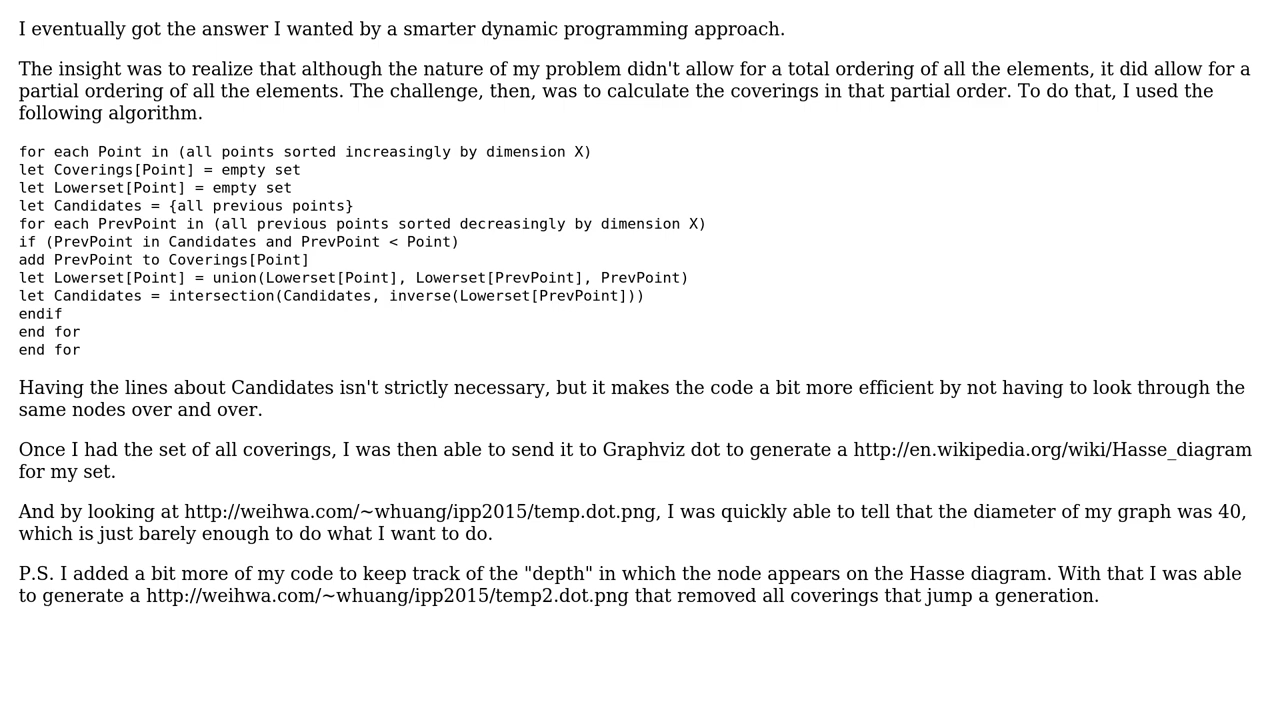 I eventually got the answer I wanted by a smarter dynamic programming approach.
The insight was to realize that although the nature of my problem didn't allow for a total ordering of all the elements, it did allow for a
partial ordering of all the elements. The challenge, then, was to calculate the coverings in that partial order. To do that, I used the
following algorithm.
for each Point in (all points sorted increasingly by dimension X)
let Coverings[Point] = empty set
let Lowerset[Point] = empty set
let Candidates = {all previous points}
for each PrevPoint in (all previous points sorted decreasingly by dimension X)
if (PrevPoint in Candidates and PrevPoint < Point)
add PrevPoint to Coverings[Point]
let Lowerset[Point] = union(Lowerset[Point], Lowerset[PrevPoint], PrevPoint)
let Candidates = intersection(Candidates, inverse(Lowerset[PrevPoint]))
endif
end for
end for
Having the lines about Candidates isn't strictly necessary, but it makes the code a bit more efficient by not having to look through the
same nodes over and over.
Once I had the set of all coverings, I was then able to send it to Graphviz dot to generate a http://en.wikipedia.org/wiki/Hasse_diagram
for my set.
And by looking at http://weihwa.com/~whuang/ipp2015/temp.dot.png, I was quickly able to tell that the diameter of my graph was 40,
which is just barely enough to do what I want to do.
P.S. I added a bit more of my code to keep track of the "depth" in which the node appears on the Hasse diagram. With that I was able
to generate a http://weihwa.com/~whuang/ipp2015/temp2.dot.png that removed all coverings that jump a generation.